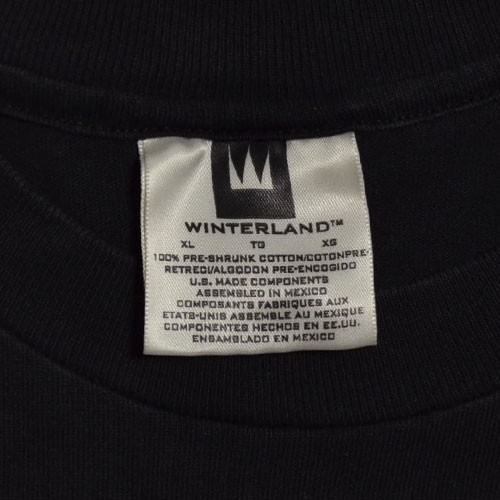 WINTERLAND™
XL TG XG
100% PRE-SHRUNK COTTON/COTONPRE-
RETRECI/ALGODON PRE-ENCOGIDO
U.S. MADE COMPONENTS
ASSEMBLED IN MEXICO
COMPOSANTS FABRIQUES AUX
ETATS-UNIS ASSEMBLE AU MEXIQUE
COMPONENTES HECHOS EN EE.UU.
ENSAMBLADO EN MEXICO